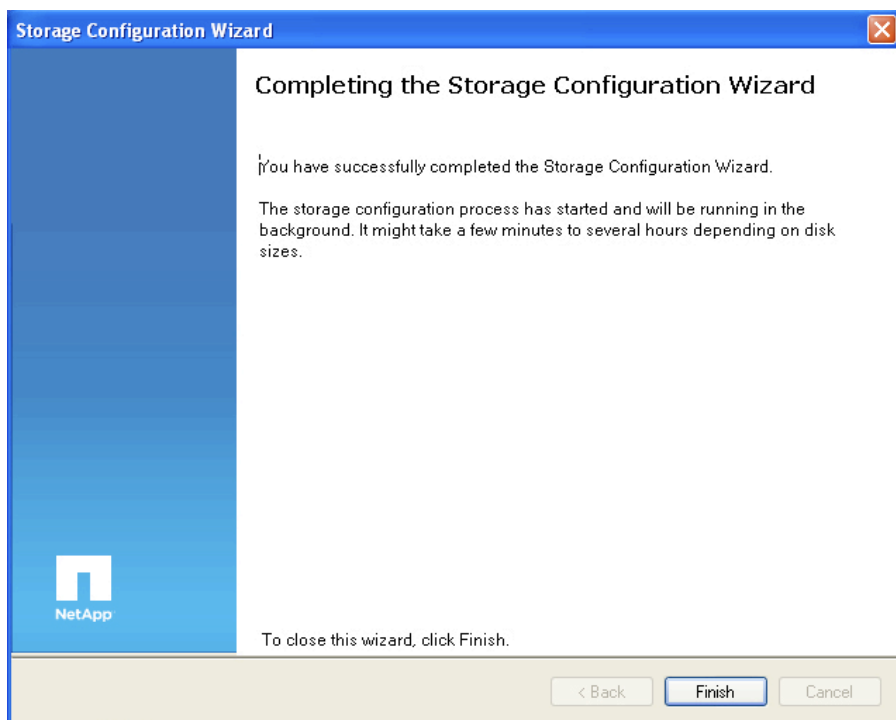 Storage Configuration Wizard
Completing the Storage Configuration Wizard
You have successfully completed the Storage Configuration Wizard.
The storage configuration process has started and will be running in the
background. It might take a few minutes to several hours depending on disk
sizes.
NetApp
To close this wizard, click Finish.
< Back
Finish
Cancel